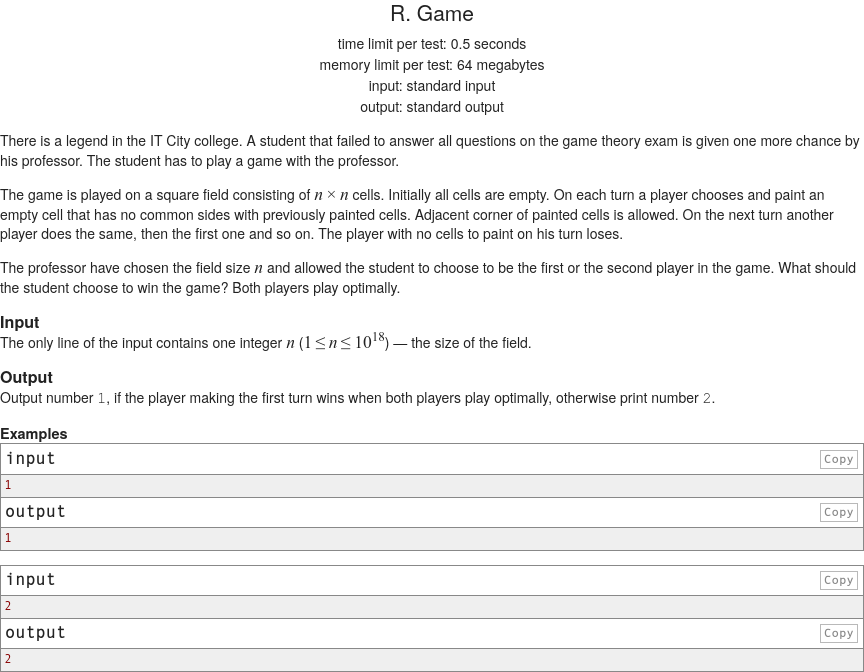 R. Game
time limit per test: 0.5 seconds
memory limit per test: 64 megabytes
input: standard input
output: standard output
There is a legend in the IT City college. A student that failed to answer all questions on the game theory exam is given one more chance by
his professor. The student has to play a game with the professor.
The game is played on a square field consisting of n × n cells. Initially all cells are empty. On each turn a player chooses and paint an
empty cell that has no common sides with previously painted cells. Adjacent corner of painted cells is allowed. On the next turn another
player does the same, then the first one and so on. The player with no cells to paint on his turn loses.
The professor have chosen the field size n and allowed the student to choose to be the first or the second player in the game. What should
the student choose to win the game? Both players play optimally.
Input
The only line of the input contains one integer n (1 ≤ n ≤ 10^18) — the size of the field.
Output
Output number 1, if the player making the first turn wins when both players play optimally, otherwise print number 2.
Examples
input
Copy
1
output
Copy
1
input
Copy
2
output
Copy
2